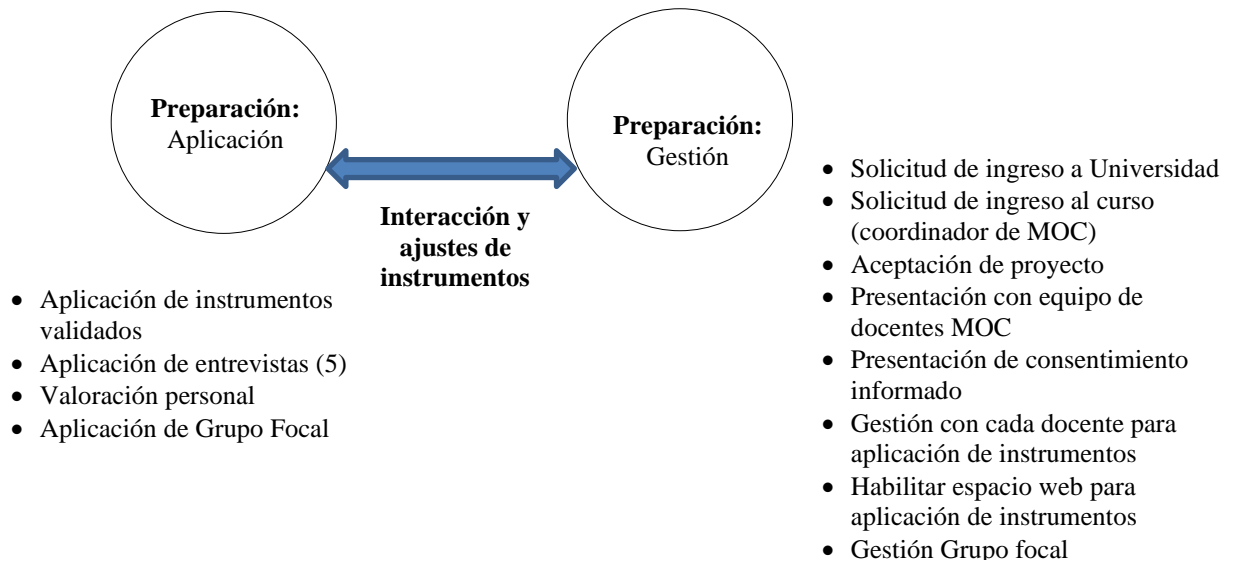 Preparación:
Aplicación
Preparación:
Gestión
Interacción y
ajustes de
instrumentos
• Aplicación de instrumentos
validados
• Aplicación de entrevistas (5)
• Valoración personal
• Aplicación de Grupo Focal
• Solicitud de ingreso a Universidad
• Solicitud de ingreso al curso
(coordinador de MOC)
• Aceptación de proyecto
• Presentación con equipo de
docentes MOC
• Presentación de consentimiento
informado
• Gestión con cada docente para
aplicación de instrumentos
• Habilitar espacio web para
aplicación de instrumentos
• Gestión Grupo focal